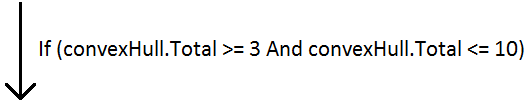 If (convexHull.Total >= 3 And convexHull.Total <= 10)